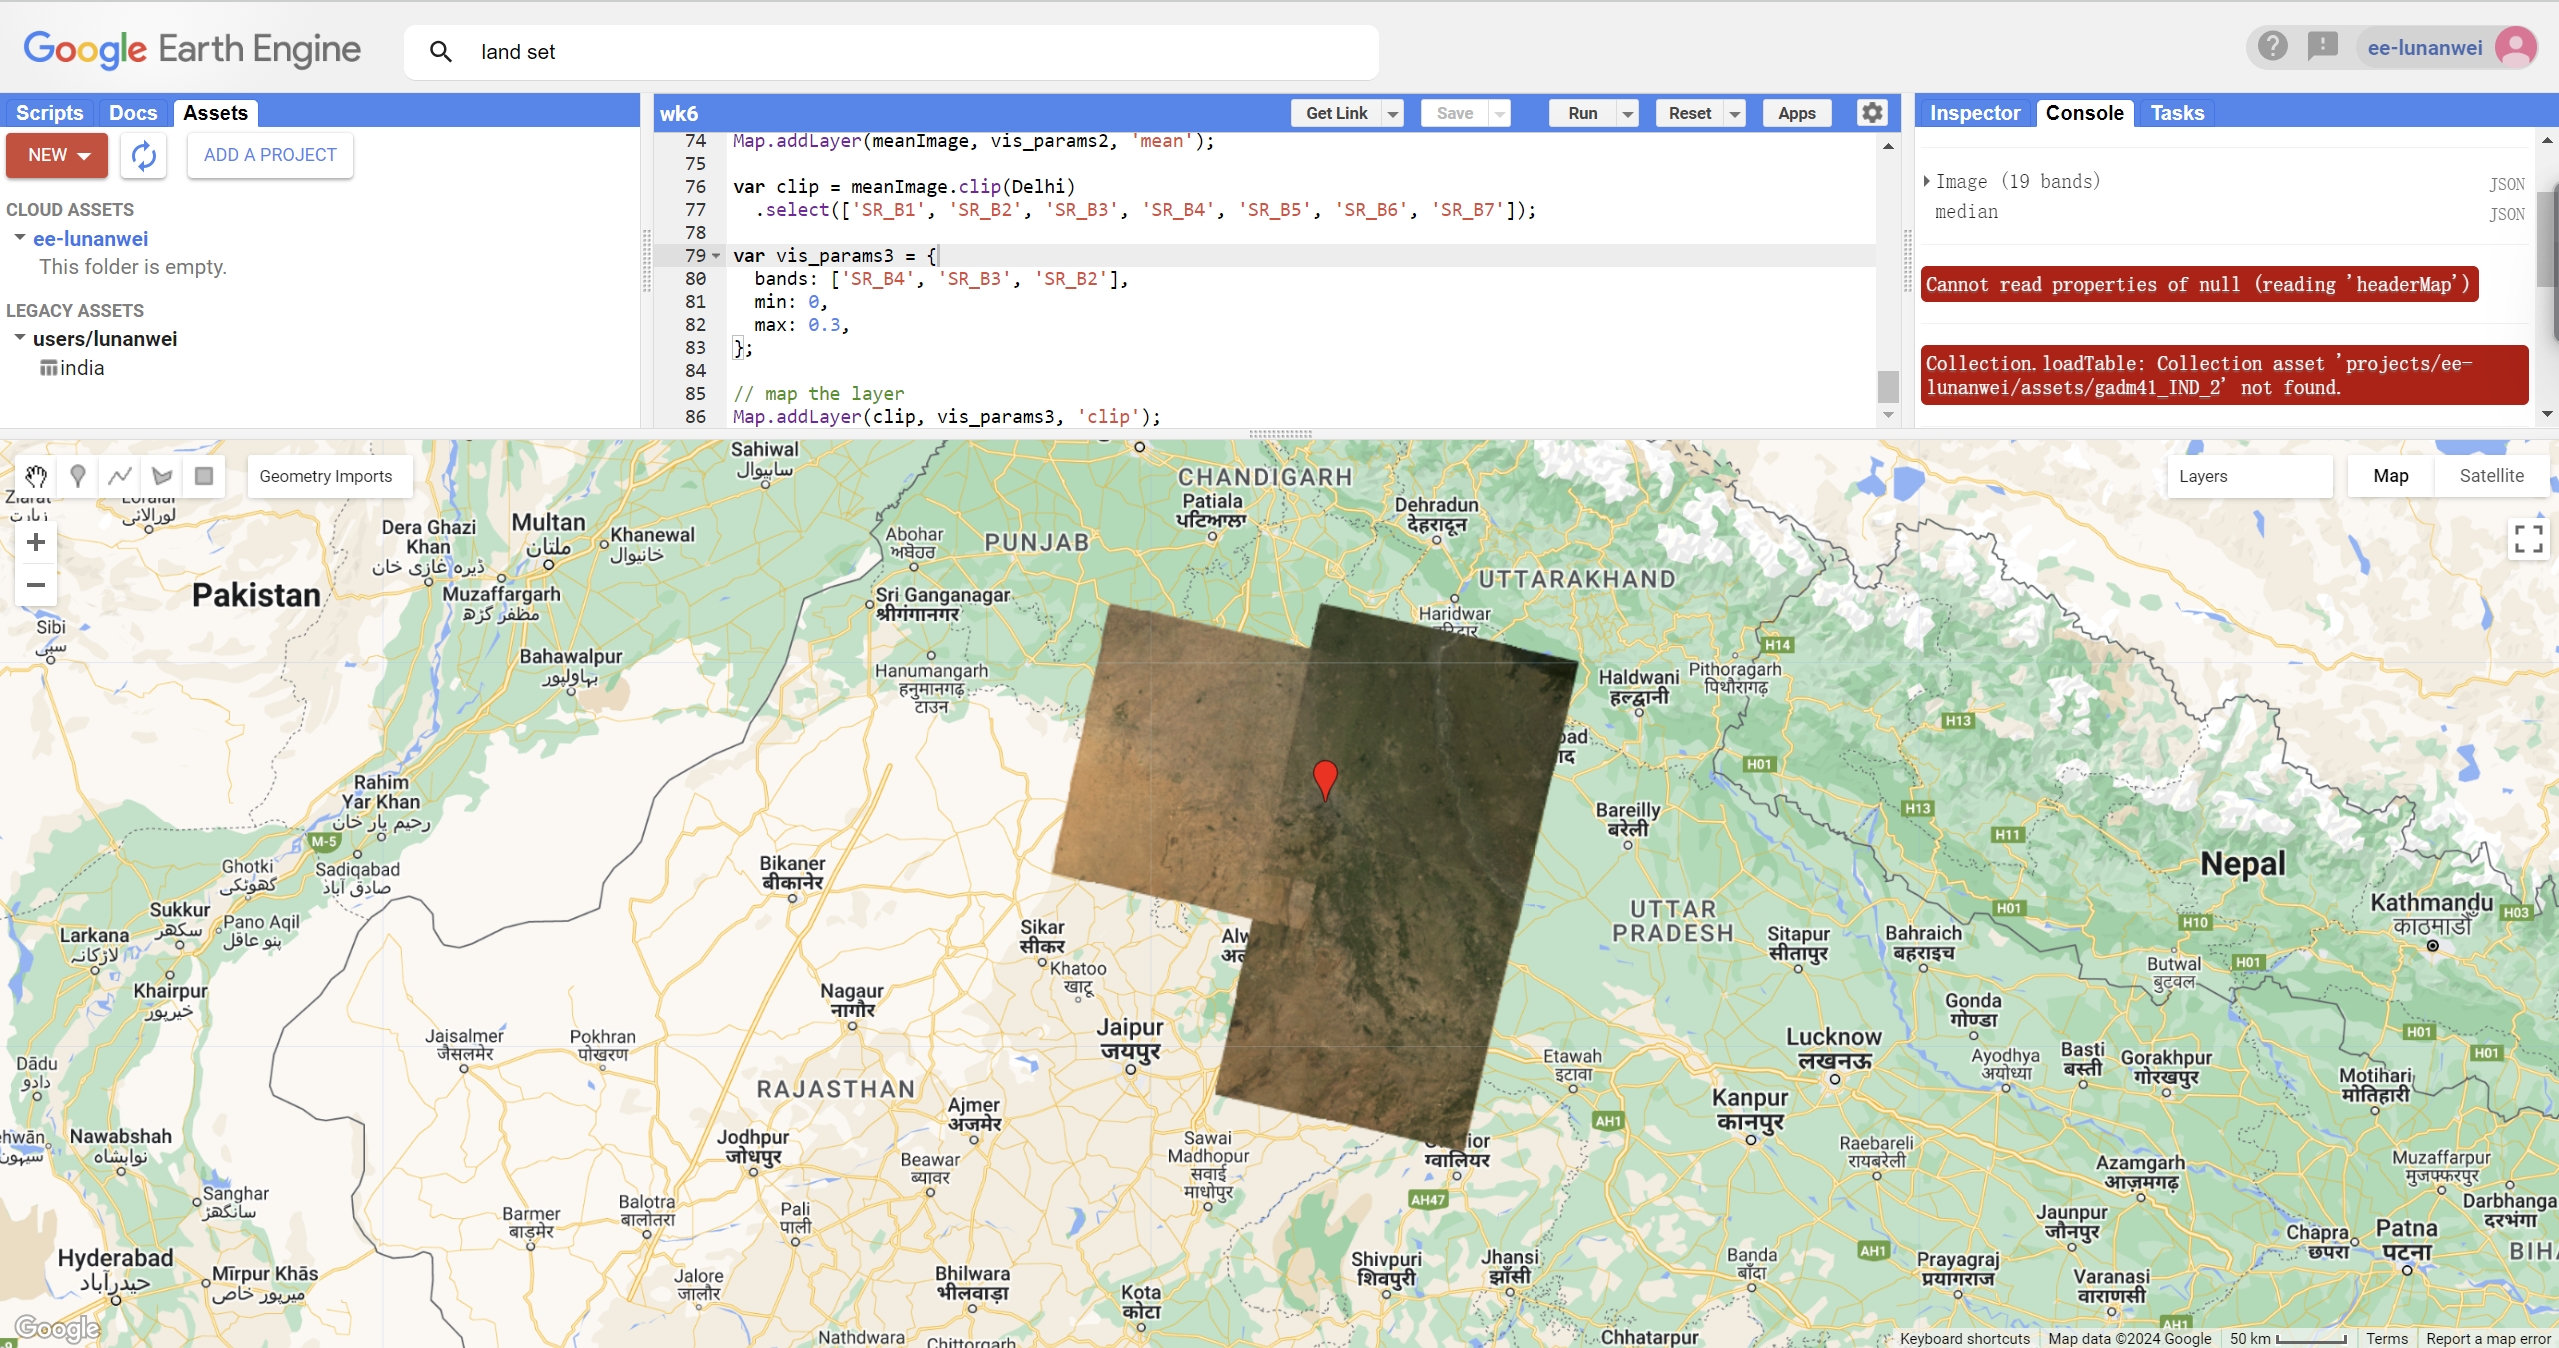 Google Earth Engine
land set
ee-lunanwei
Scripts Docs Assets
NEW
ADD A PROJECT
CLOUD ASSETS
ee-lunanwei
This folder is empty.
LEGACY ASSETS
users/lunanwei
india
wk6
Get Link Save Run Reset Apps
74 Map.addLayer(meanImage, vis_params2, 'mean');
75
76 var clip = meanImage.clip(Delhi)
77 .select(['SR_B1', 'SR_B2', 'SR_B3', 'SR_B4', 'SR_B5', 'SR_B6', 'SR_B7']);
78
79 var vis_params3 = {
80 bands: ['SR_B4', 'SR_B3', 'SR_B2'],
81 min: 0,
82 max: 0.3,
83 };
84
85 // map the layer
86 Map.addLayer(clip, vis_params3, 'clip');
Inspector Console Tasks
Image (19 bands) JSON
median JSON
Cannot read properties of null (reading 'headerMap')
Collection.loadTable: Collection asset 'projects/ee-
lunanwei/assets/gadm41_IND_2' not found.
Geometry Imports
Layers
Map Satellite
Sahiwal
ساہیوال
CHANDIGARH
Patiala
पटिआला
Dehradun
देहरादून
Loralai
لورالائی
زیارت
Dera Ghazi
Khan
ڈیرہ غازی خان
Multan
ملتان
Khanewal
خانیوال
Abohar
ਅਬੋਹਰ
PUNJAB
UTTARAKHAND
Pakistan
Muzaffargarh
مظفر گڑھ
Sri Ganganagar
श्रीगंगानगर
Haridwar
Sibi
سبی
Bahawalpur
بہاولپور
Hanumangarh
हनुमानगढ़
टाउन
H14
Haldwani
हल्द्वानी
Pithoragarh
पिथौरागढ़
H13
H01
Rahim
Yar Khan
رحیم یار خان
Bareilly
बरेली
H13
H11
M-5
Ghotki
گھوٹکی
Sadiqabad
صادق آباد
Bikaner
बीकानेर
Nepal
Kathmandu
काठमाडौं
H03
H01
H10
H01
Sukkur
سکھر
Pano Aqil
پنو عاقل
Larkana
لاڑکانہ
Sikar
सीकर
Khatoo
खाटू
UTTAR
PRADESH
Sitapur
सीतापुर
Bahraich
बहराइच
Butwal
बुटवल
Khairpur
خیرپور
Nagaur
नागौर
Gonda
गोण्डा
Jaisalmer
जैसलमेर
Pokhran
पोखरण
Jaipur
जयपुर
Lucknow
लखनऊ
H01
H01
Dādu
دادو
Etawah
इटावा
Ayodhya
अयोध्या
Basti
बस्ती
Gorakhpur
गोरखपुर
Motihari
मोतिहारी
RAJASTHAN
Ajmer
अजमेर
Kanpur
कानपुर
AH1
Nawabshah
نوابشاہ
Jodhpur
जोधपुर
Sawai
Madhopur
सवाई
माधोपुर
ग्वालियर
Raebareli
रायबरेली
Beawar
ब्यावर
Azamgarh
आज़मगढ़
Muzaffarpur
मुजफ्फरपुर
Darbhanga
दरभंगा
AH47
Sanghar
سانگھڑ
Barmer
बाड़मेर
Balotra
बालोतरा
Pali
पाली
Jaunpur
जौनपुर
Chapra
छपरा
Patna
पटना
Hyderabad
حیدرآباد
Mīrpur Khās
میرپور خاص
Jalore
जालौर
Bhilwara
भीलवाड़ा
Kota
कोटा
Shivpuri
शिवपुरी
Jhansi
झाँसी
Banda
बाँदा
AH1
Prayagraj
प्रयागराज
Varanasi
वाराणसी
AH1
Nathdwara
Chittorgarh
Chhatarpur
Google
Keyboard shortcuts Map data ©2024 Google 50 km Terms Report a map error